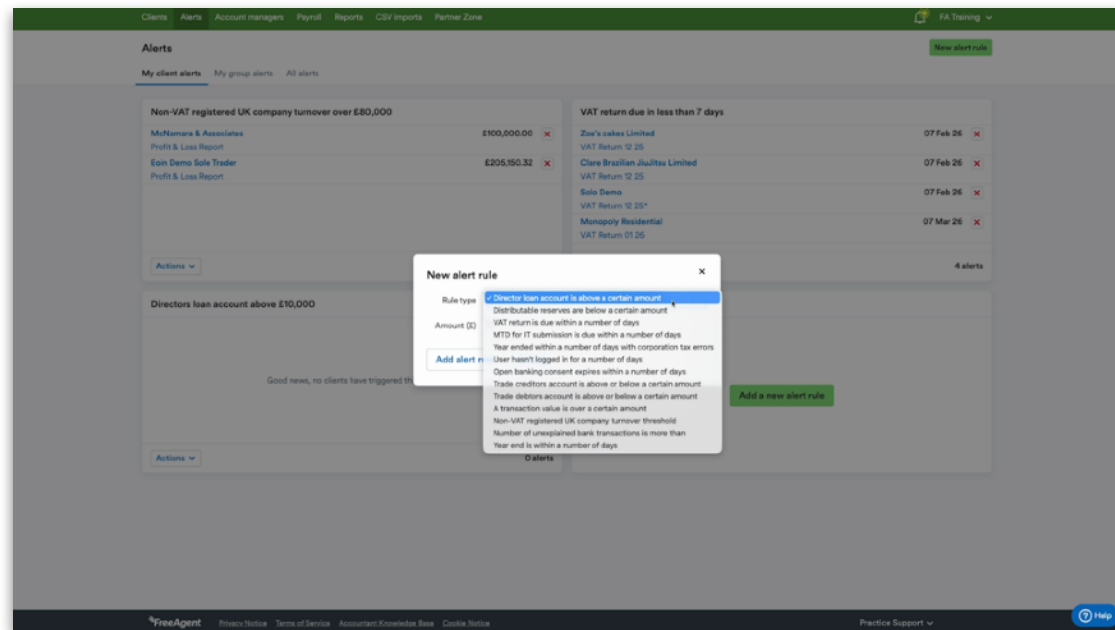 Clients Alerts Account managers Payroll Reports CSV imports Partner Zone FA Training
Alerts
New alert rule
My client alerts My group alerts All alerts
Non-VAT registered UK company turnover over £80,000
McNamara & Associates £100,000.00
Profit & Loss Report
Eoin Demo Sole Trader £205,150.32
Profit & Loss Report
Actions
VAT return due in less than 7 days
Zoe's cakes Limited 07 Feb 26
VAT Return 12 25
Clare Brazilian JiuJitsu Limited 07 Feb 26
VAT Return 12 25
Solo Demo 07 Feb 26
VAT Return 12 25*
Monopoly Residential 07 Mar 26
VAT Return 01 26
4 alerts
New alert rule
Rule type
Director loan account is above a certain amount
Distributable reserves are below a certain amount
VAT return is due within a number of days
MTD for IT submission is due within a number of days
Year ended within a number of days with corporation tax errors
User hasn't logged in for a number of days
Open banking consent expires within a number of days
Trade creditors account is above or below a certain amount
Trade debtors account is above or below a certain amount
A transaction value is over a certain amount
Non-VAT registered UK company turnover threshold
Number of unexplained bank transactions is more than
Year end is within a number of days
Amount (£)
Add alert r
Directors loan account above £10,000
Good news, no clients have triggered th
Actions
0 alerts
Add a new alert rule
FreeAgent Privacy Notice Terms of Service Accountant Knowledge Base Cookie Notice Practice Support
Help